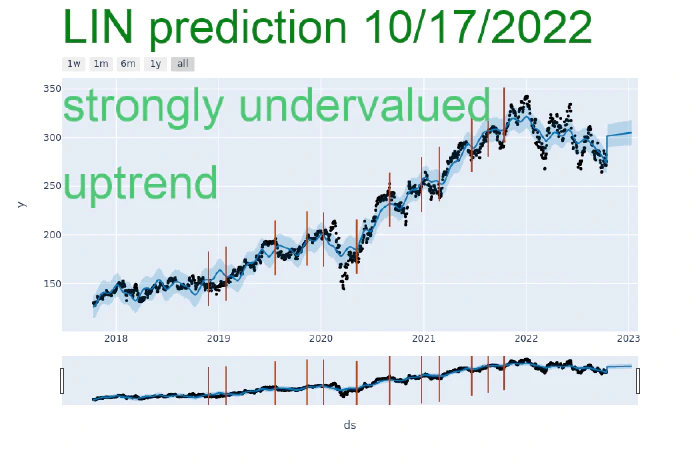 LIN prediction 10/17/2022
1w 1m 6m 1y all
350
strongly undervalued
300
uptrend
250
y
200
150
2018 2019 2020 2021 2022 2023
ds